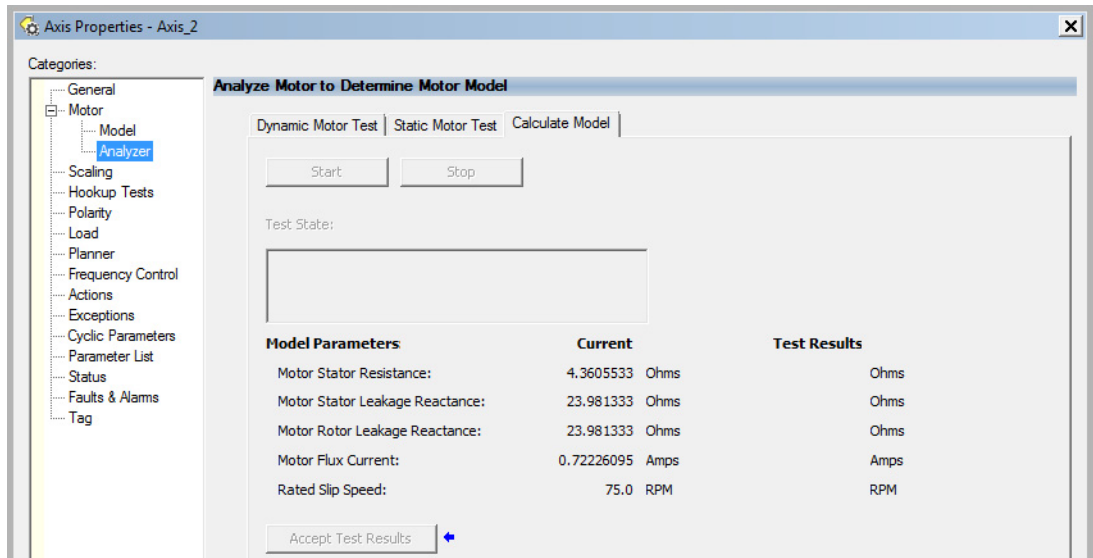 Axis Properties - Axis_2
Categories:
General
Motor
Model
Analyzer
Scaling
Hookup Tests
Polarity
Load
Planner
Frequency Control
Actions
Exceptions
Cyclic Parameters
Parameter List
Status
Faults & Alarms
Tag
Analyze Motor to Determine Motor Model
Dynamic Motor Test Static Motor Test Calculate Model
Start Stop
Test State:
Model Parameters: Current Test Results
Motor Stator Resistance: 4.3605533 Ohms Ohms
Motor Stator Leakage Reactance: 23.981333 Ohms Ohms
Motor Rotor Leakage Reactance: 23.981333 Ohms Ohms
Motor Flux Current: 0.72226095 Amps Amps
Rated Slip Speed: 75.0 RPM RPM
Accept Test Results